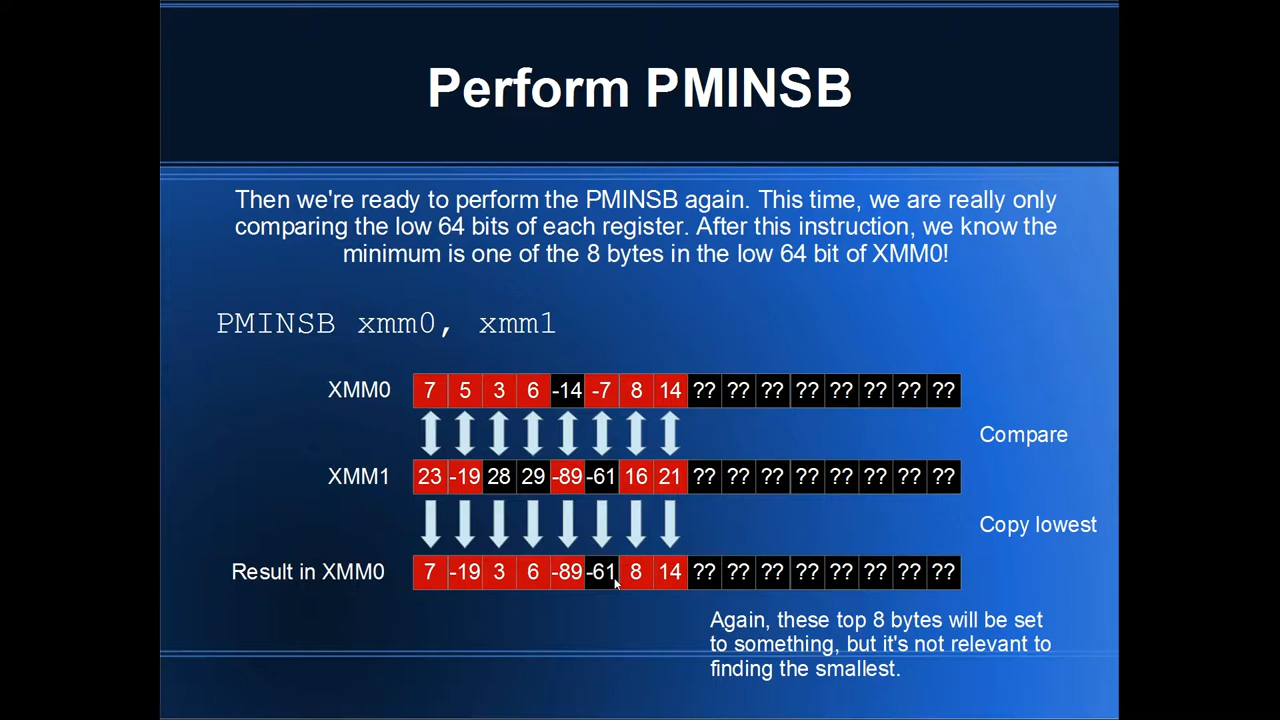 Perform PMINSB
Then we're ready to perform the PMINSB again. This time, we are really only
comparing the low 64 bits of each register. After this instruction, we know the
minimum is one of the 8 bytes in the low 64 bit of XMM0!
PMINSB xmm0, xmm1
XMM0 7 5 3 6 -14 -7 8 14 ?? ?? ?? ?? ?? ?? ?? ??
Compare
XMM1 23 -19 28 29 -89 -61 16 21 ?? ?? ?? ?? ?? ?? ?? ??
Copy lowest
Result in XMM0 7 -19 3 6 -89 -61 8 14 ?? ?? ?? ?? ?? ?? ?? ??
Again, these top 8 bytes will be set
to something, but it's not relevant to
finding the smallest.